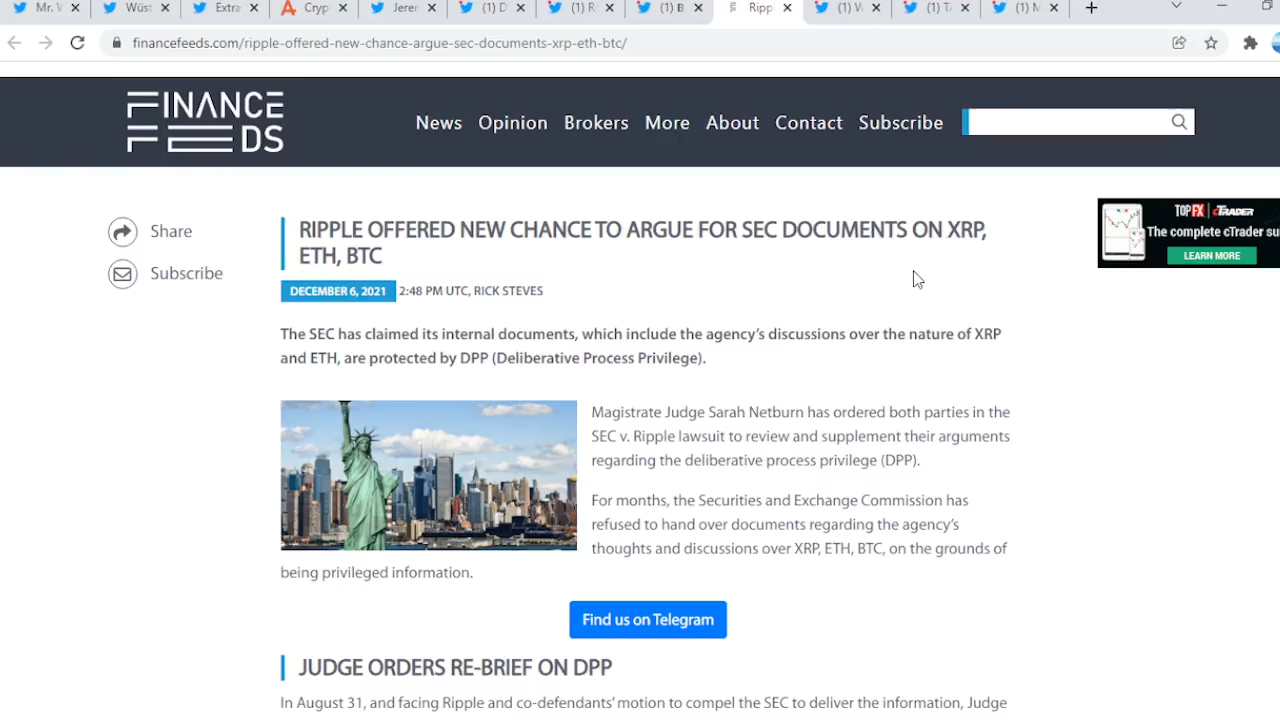 Mr. W
Wüst
Extra
Cryp
Jerer
(1) D
(1) R
(1) B
Ripp
(1) W
(1) T
(1) M
financefeeds.com/ripple-offered-new-chance-argue-sec-documents-xrp-eth-btc/
FINANCE
FEEDS
News Opinion Brokers More About Contact Subscribe
Share
Subscribe
RIPPLE OFFERED NEW CHANCE TO ARGUE FOR SEC DOCUMENTS ON XRP,
ETH, BTC
DECEMBER 6, 2021 2:48 PM UTC, RICK STEVES
TOPFX cTRADER
The complete cTrader su
LEARN MORE
The SEC has claimed its internal documents, which include the agency's discussions over the nature of XRP
and ETH, are protected by DPP (Deliberative Process Privilege).
Magistrate Judge Sarah Netburn has ordered both parties in the
SEC v. Ripple lawsuit to review and supplement their arguments
regarding the deliberative process privilege (DPP).
For months, the Securities and Exchange Commission has
refused to hand over documents regarding the agency's
thoughts and discussions over XRP, ETH, BTC, on the grounds of
being privileged information.
Find us on Telegram
JUDGE ORDERS RE-BRIEF ON DPP
In August 31, and facing Ripple and co-defendants' motion to compel the SEC to deliver the information, Judge